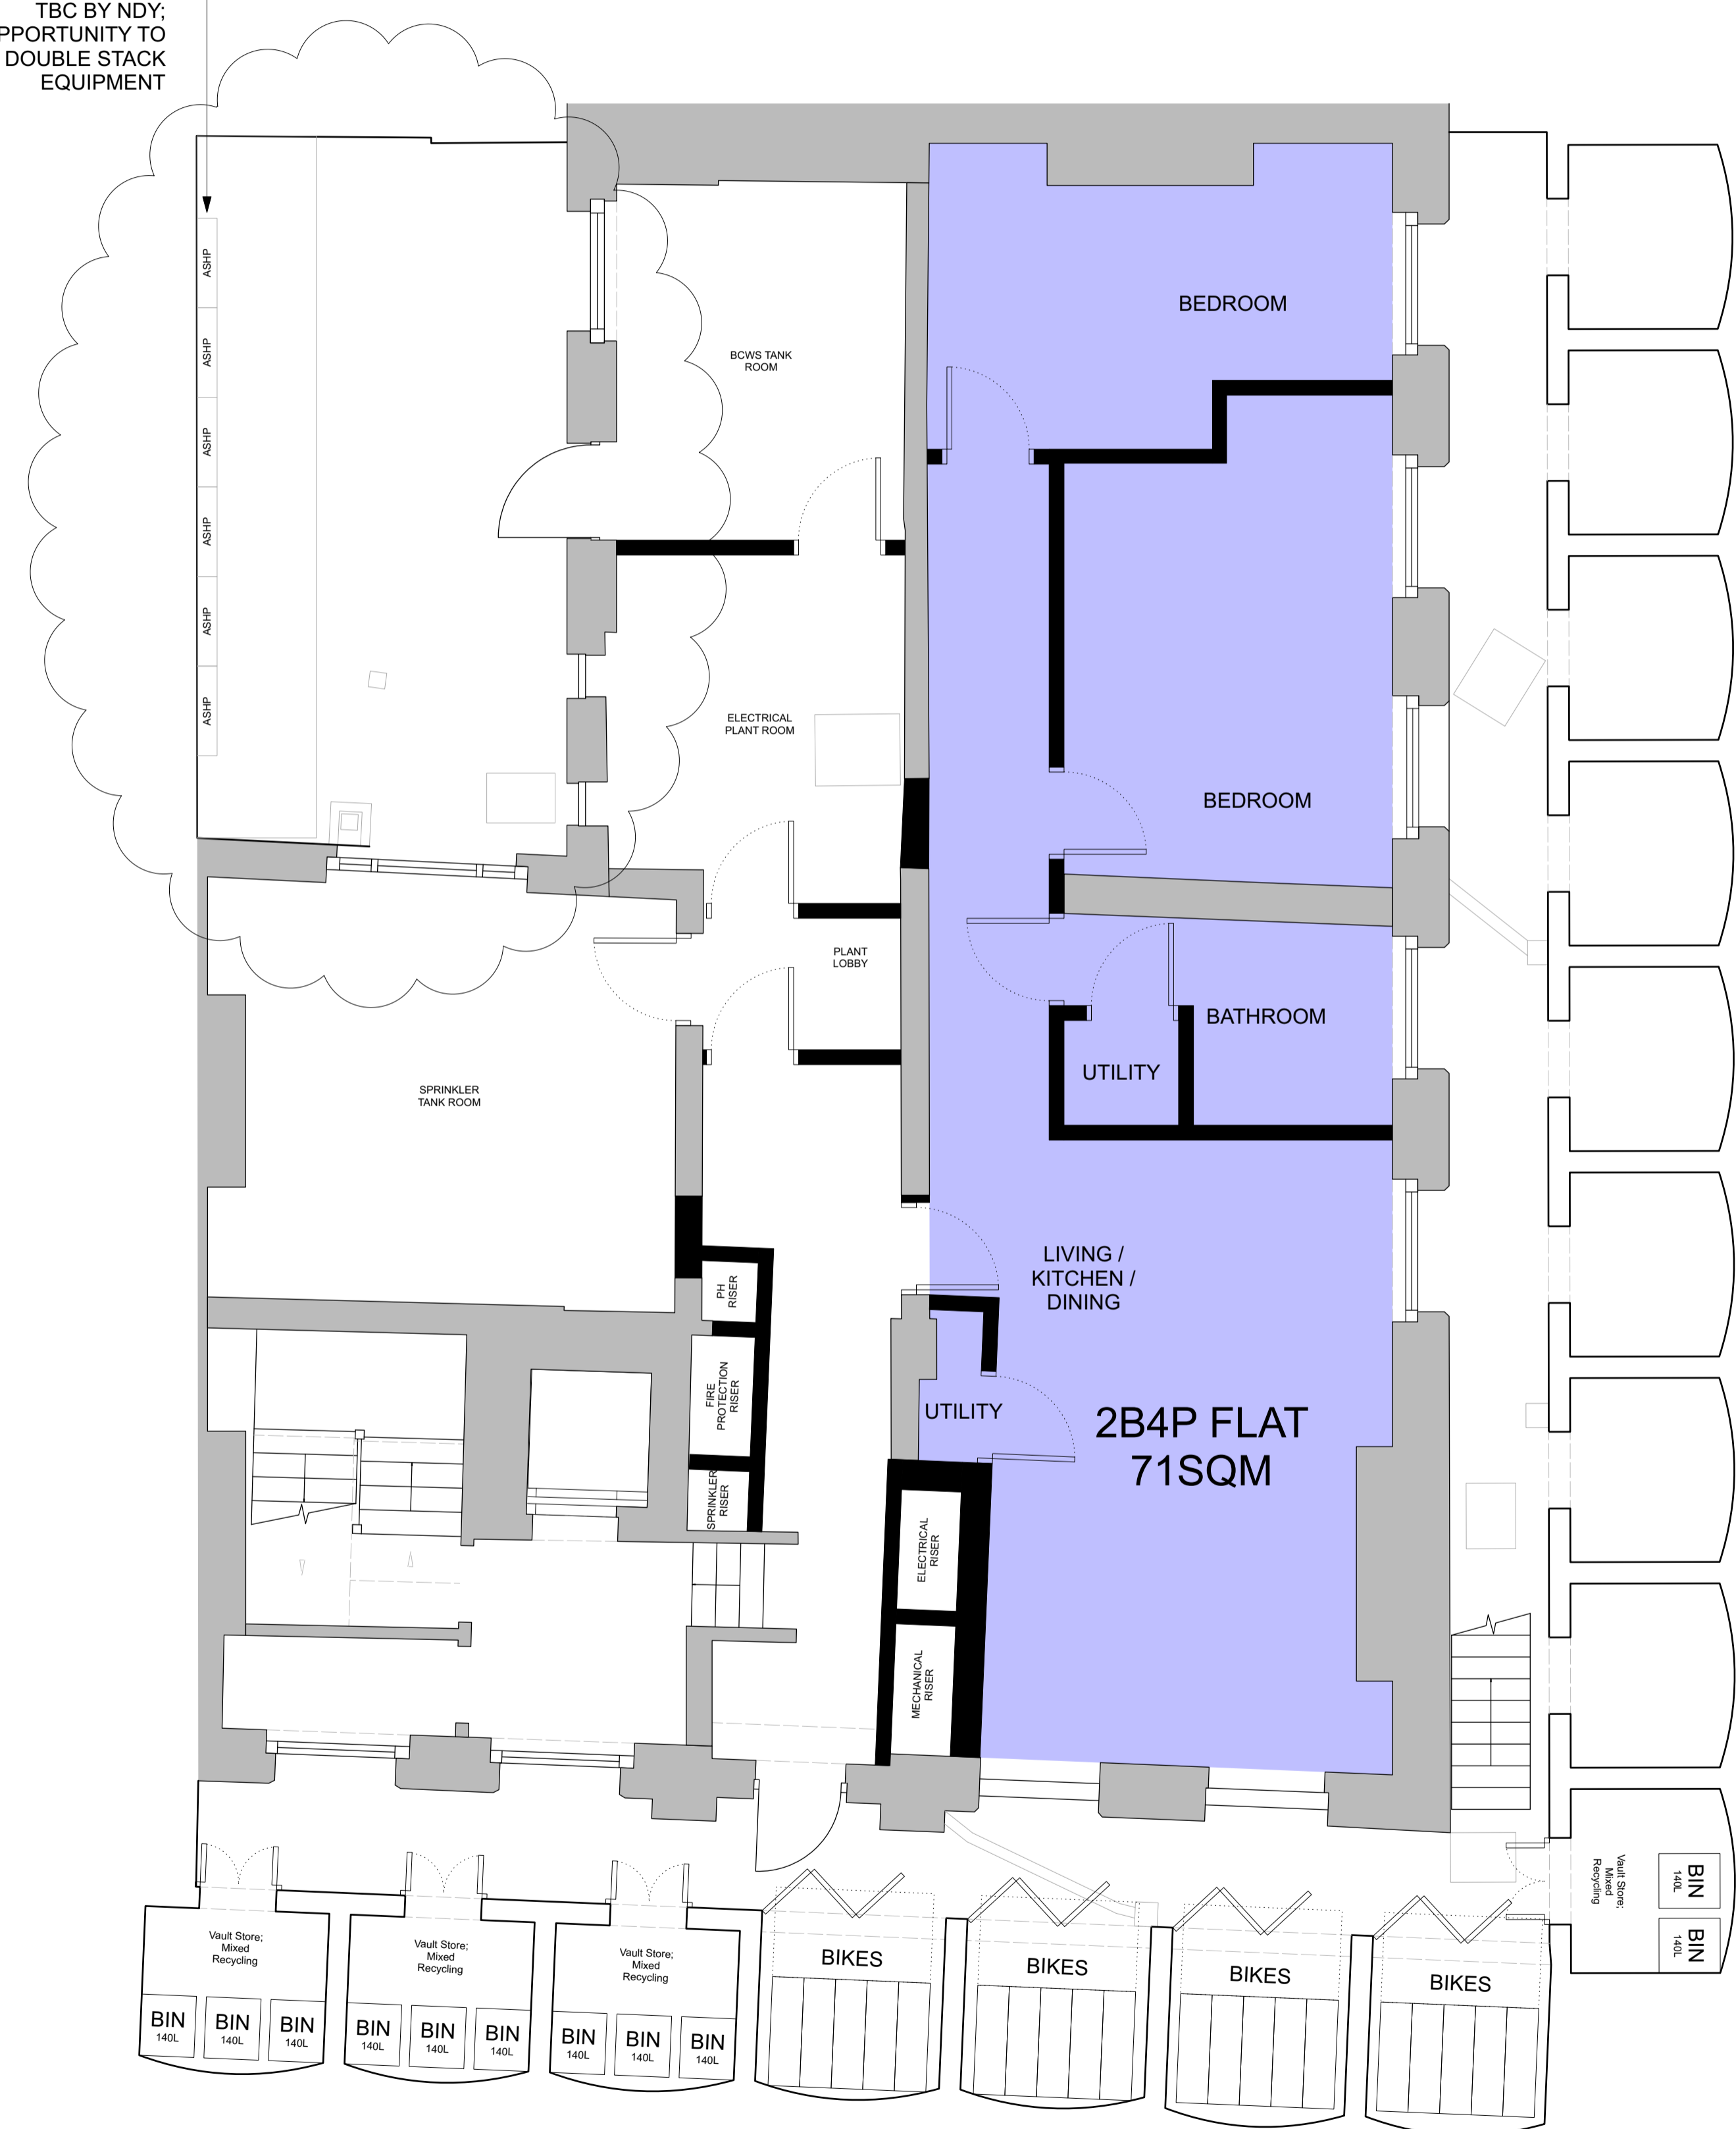 TBC BY NDY;
PPORTUNITY TO
DOUBLE STACK
EQUIPMENT
ASHP
ASHP
ASHP
ASHP
ASHP
ASHP
BCWS TANK
ROOM
BEDROOM
ELECTRICAL
PLANT ROOM
BEDROOM
PLANT
LOBBY
BATHROOM
UTILITY
SPRINKLER
TANK ROOM
PH
RISER
LIVING /
KITCHEN /
DINING
FIRE
PROTECTION
RISER
UTILITY
2B4P FLAT
71SQM
SPRINKLER
RISER
ELECTRICAL
RISER
MECHANICAL
RISER
Vault Store;
Mixed
Recycling
BIN
140L
BIN
140L
Vault Store;
Mixed
Recycling
BIN
140L
BIN
140L
BIN
140L
Vault Store;
Mixed
Recycling
BIN
140L
BIN
140L
BIN
140L
Vault Store;
Mixed
Recycling
BIN
140L
BIN
140L
BIN
140L
BIKES
BIKES
BIKES
BIKES